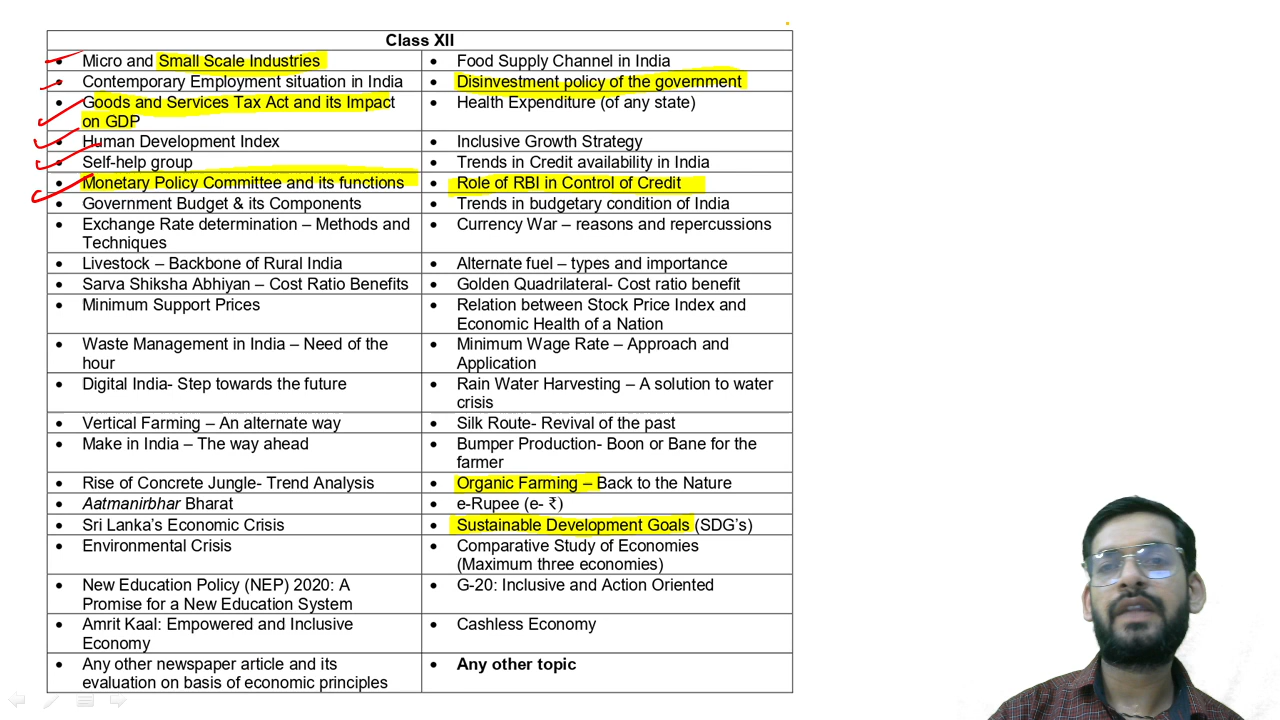 Class XII
• Micro and Small Scale Industries
• Food Supply Channel in India
• Contemporary Employment situation in India
• Disinvestment policy of the government
• Goods and Services Tax Act and its Impact
on GDP
• Health Expenditure (of any state)
• Human Development Index
• Inclusive Growth Strategy
• Self-help group
• Trends in Credit availability in India
• Monetary Policy Committee and its functions
• Role of RBI in Control of Credit
• Government Budget & its Components
• Trends in budgetary condition of India
• Exchange Rate determination – Methods and
Techniques
• Currency War – reasons and repercussions
• Livestock – Backbone of Rural India
• Alternate fuel – types and importance
• Sarva Shiksha Abhiyan – Cost Ratio Benefits
• Golden Quadrilateral- Cost ratio benefit
• Minimum Support Prices
• Relation between Stock Price Index and
Economic Health of a Nation
• Waste Management in India – Need of the
hour
• Minimum Wage Rate – Approach and
Application
• Digital India- Step towards the future
• Rain Water Harvesting – A solution to water
crisis
• Vertical Farming – An alternate way
• Silk Route- Revival of the past
• Make in India – The way ahead
• Bumper Production- Boon or Bane for the
farmer
• Rise of Concrete Jungle- Trend Analysis
• Organic Farming – Back to the Nature
• Aatmanirbhar Bharat
• e-Rupee (e- ₹)
• Sri Lanka’s Economic Crisis
• Sustainable Development Goals (SDG’s)
• Environmental Crisis
• Comparative Study of Economies
(Maximum three economies)
• New Education Policy (NEP) 2020: A
Promise for a New Education System
• G-20: Inclusive and Action Oriented
• Amrit Kaal: Empowered and Inclusive
Economy
• Cashless Economy
• Any other newspaper article and its
evaluation on basis of economic principles
• Any other topic